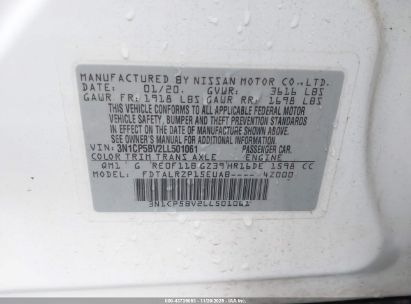 MANUFACTURED BY NISSAN MOTOR CO.,LTD.
DATE: 01/20. GVWR: 3616 LBS
GAWR FR: 1918 LBS GAWR RR: 1698 LBS
THIS VEHICLE CONFORMS TO ALL APPLICABLE FEDERAL MOTOR
VEHICLE SAFETY, BUMPER AND THEFT PREVENTION STANDARDS
IN EFFECT ON THE DATE OF MANUFACTURE SHOWN ABOVE.
SEE OWNER'S MANUAL FOR ADDITIONAL INFORMATION
VIN: 3N1CP5BV2LL501061 PASSENGER CAR
COLOR TRIM TRANS AXLE ENGINE
QM1 G RE0F11B GZ39 HR16DE 1598 CC
MODEL: FDTALRZP15EUAB---- 42000
3N1CP5BV2LL501061